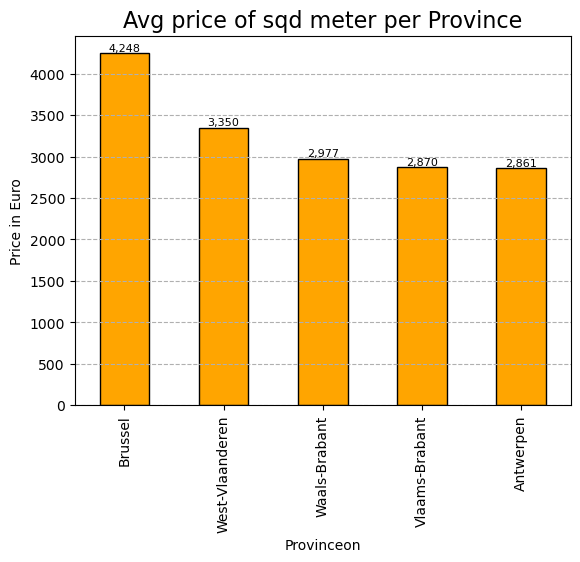 Avg price of sqd meter per Province
4,248
3,350
2,977
2,870
2,861
4000
3500
3000
2500
2000
1500
1000
500
0
Price in Euro
Brussel
West-Vlaanderen
Waals-Brabant
Vlaams-Brabant
Antwerpen
Provinceon